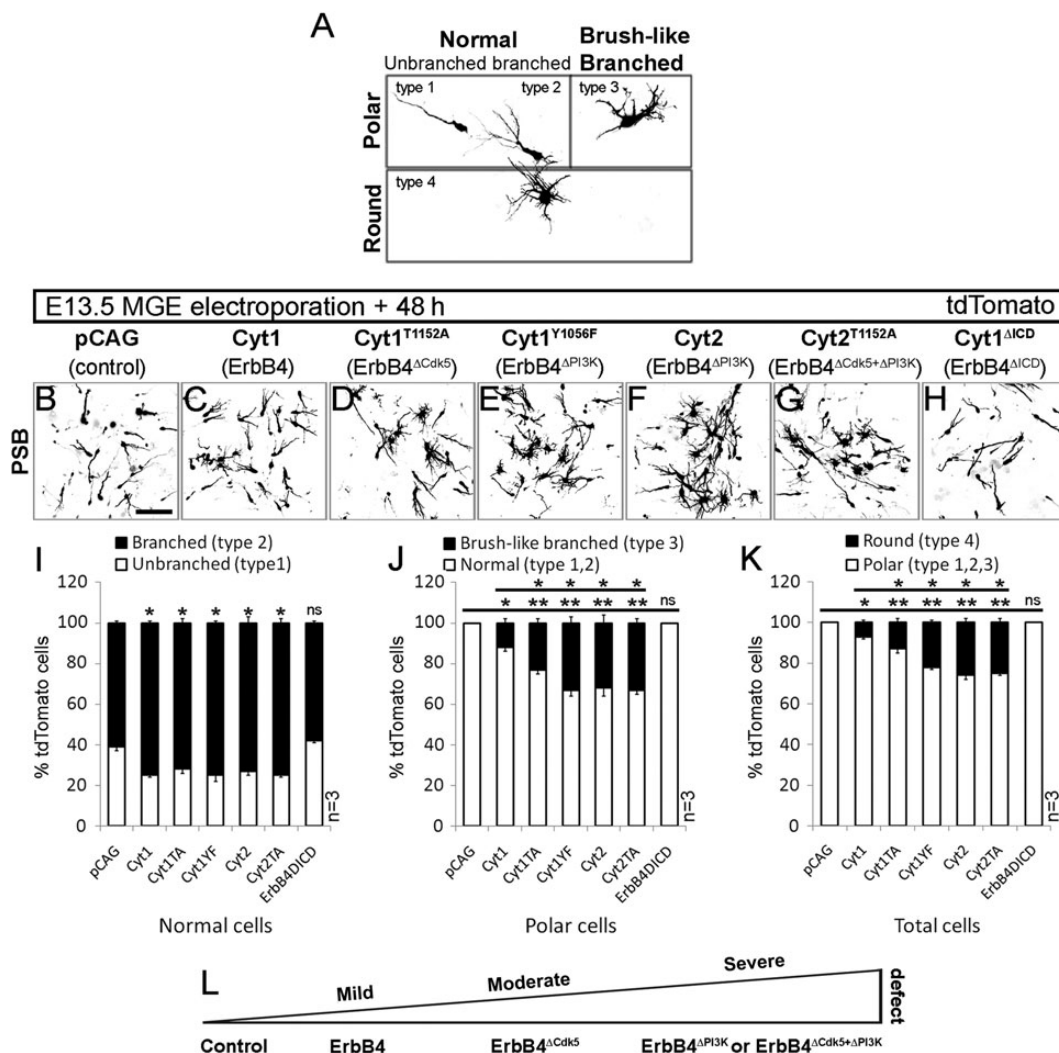 A
Normal
Brush-like
Branched
Unbranched branched
Polar
type 1
type 2
type 3
Round
type 4
E13.5 MGE electroporation + 48 h
tdTomato
pCAG
(control)
Cyt1
(ErbB4)
Cyt1T1152A
(ErbB4ΔCdk5)
Cyt1Y1056F
(ErbB4ΔPI3K)
Cyt2
(ErbB4ΔPI3K)
Cyt2T1152A
(ErbB4ΔCdk5+ΔPI3K)
Cyt1ΔICD
(ErbB4ΔICD)
PSB
B
C
D
E
F
G
H
I
Branched (type 2)
Unbranched (type1)
120
100
80
60
40
20
0
% tdTomato cells
* * * * * ns
n=3
pCAG
Cyt1
Cyt1TA
Cyt1YF
Cyt2
Cyt2TA
ErbB4DICD
Normal cells
J
Brush-like branched (type 3)
Normal (type 1,2)
120
100
80
60
40
20
0
% tdTomato cells
* * * *
* ** ** ** ** ns
n=3
pCAG
Cyt1
Cyt1TA
Cyt1YF
Cyt2
Cyt2TA
ErbB4DICD
Polar cells
K
Round (type 4)
Polar (type 1,2,3)
120
100
80
60
40
20
0
% tdTomato cells
* * * *
* ** ** ** ** ns
n=3
pCAG
Cyt1
Cyt1TA
Cyt1YF
Cyt2
Cyt2TA
ErbB4DICD
Total cells
L
Mild
Moderate
Severe
defect
Control
ErbB4
ErbB4ΔCdk5
ErbB4ΔPI3K or ErbB4ΔCdk5+ΔPI3K